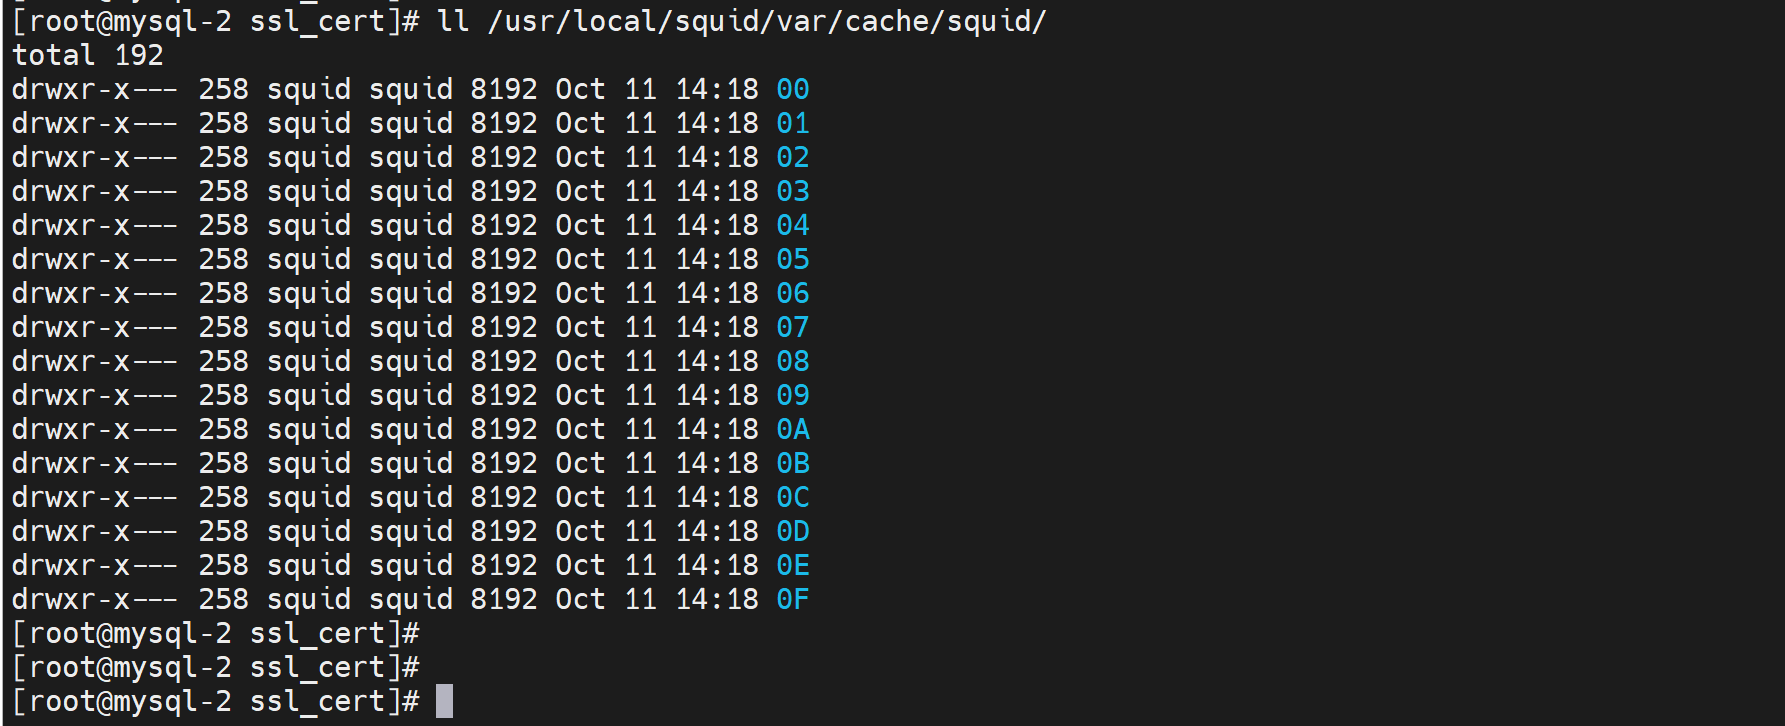 [root@mysql-2 ssl_cert]# ll /usr/local/squid/var/cache/squid/
total 192
drwxr-x--- 258 squid squid 8192 Oct 11 14:18 00
drwxr-x--- 258 squid squid 8192 Oct 11 14:18 01
drwxr-x--- 258 squid squid 8192 Oct 11 14:18 02
drwxr-x--- 258 squid squid 8192 Oct 11 14:18 03
drwxr-x--- 258 squid squid 8192 Oct 11 14:18 04
drwxr-x--- 258 squid squid 8192 Oct 11 14:18 05
drwxr-x--- 258 squid squid 8192 Oct 11 14:18 06
drwxr-x--- 258 squid squid 8192 Oct 11 14:18 07
drwxr-x--- 258 squid squid 8192 Oct 11 14:18 08
drwxr-x--- 258 squid squid 8192 Oct 11 14:18 09
drwxr-x--- 258 squid squid 8192 Oct 11 14:18 0A
drwxr-x--- 258 squid squid 8192 Oct 11 14:18 0B
drwxr-x--- 258 squid squid 8192 Oct 11 14:18 0C
drwxr-x--- 258 squid squid 8192 Oct 11 14:18 0D
drwxr-x--- 258 squid squid 8192 Oct 11 14:18 0E
drwxr-x--- 258 squid squid 8192 Oct 11 14:18 0F
[root@mysql-2 ssl_cert]#
[root@mysql-2 ssl_cert]#
[root@mysql-2 ssl_cert]#